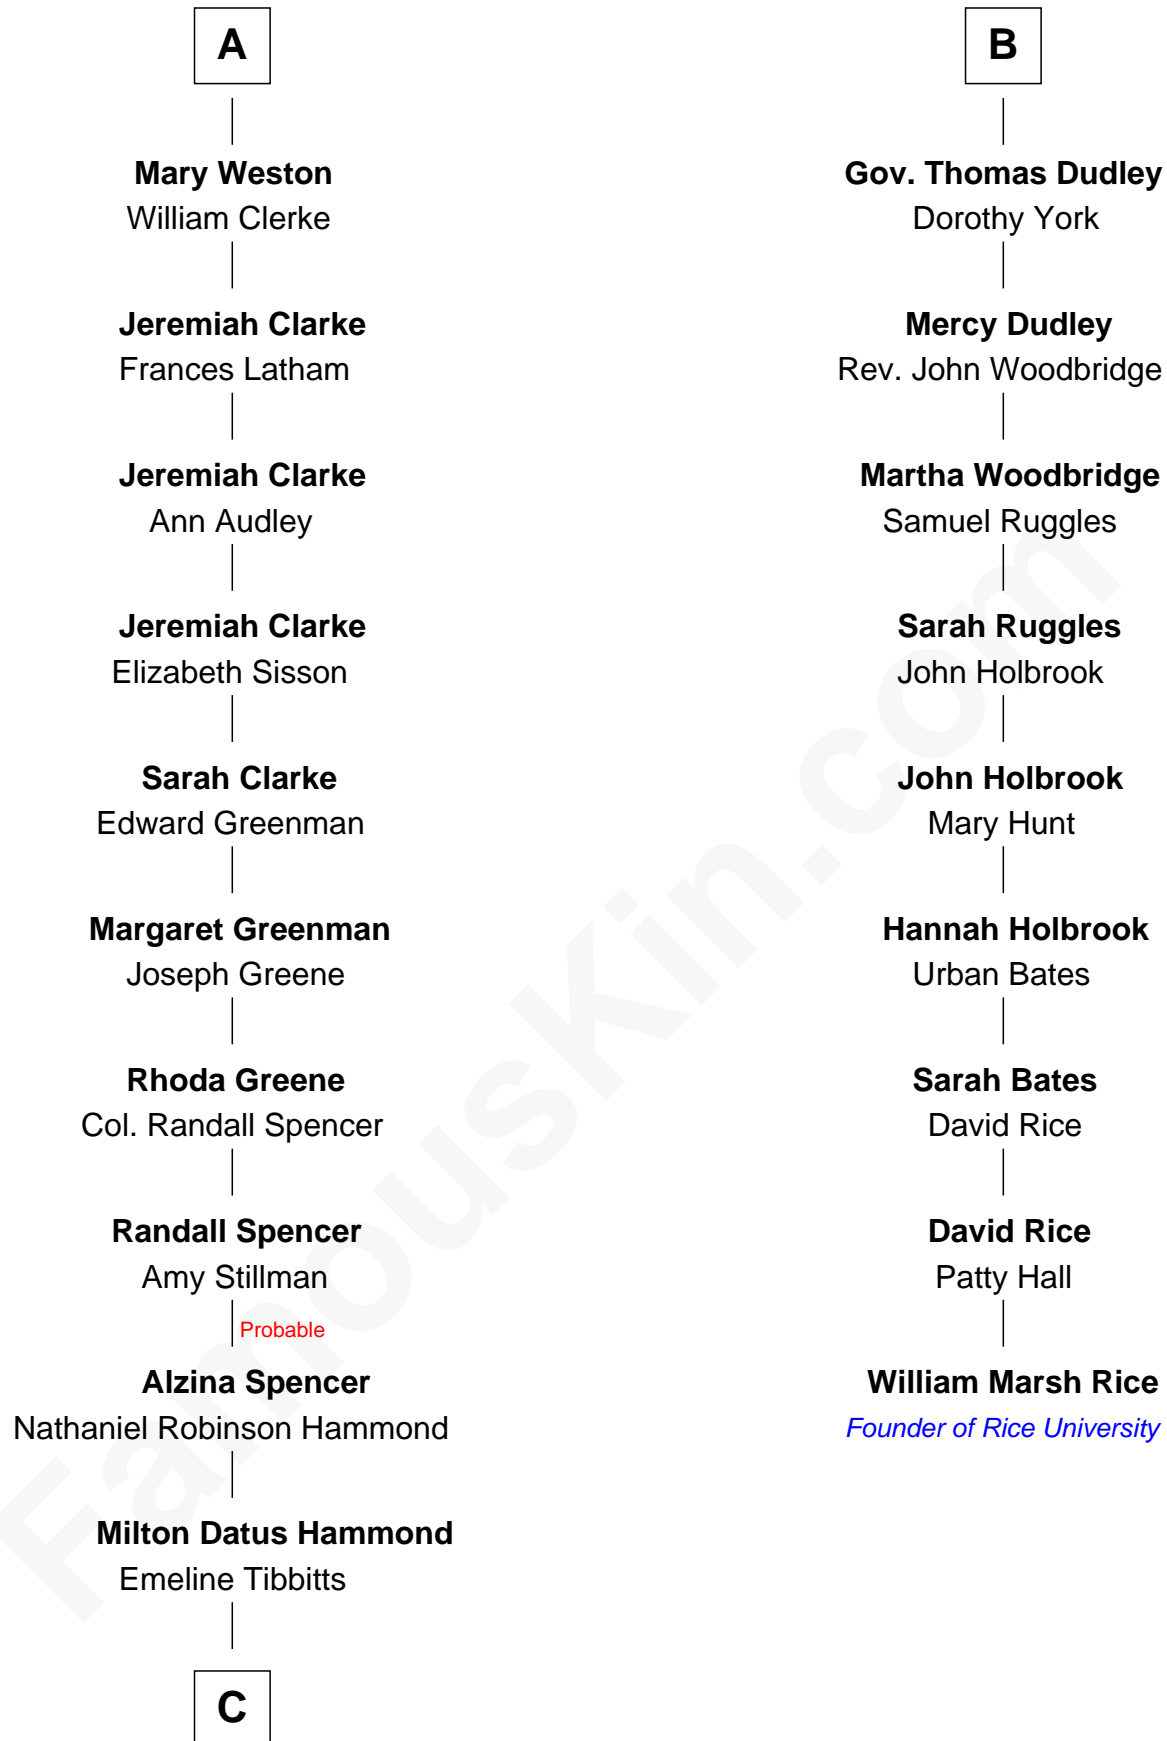 A
Mary Weston
William Clerke
Jeremiah Clarke
Frances Latham
Jeremiah Clarke
Ann Audley
Jeremiah Clarke
Elizabeth Sisson
Sarah Clarke
Edward Greenman
Margaret Greenman
Joseph Greene
Rhoda Greene
Col. Randall Spencer
Randall Spencer
Amy Stillman
Probable
Alzina Spencer
Nathaniel Robinson Hammond
Milton Datus Hammond
Emeline Tibbitts
C
B
Gov. Thomas Dudley
Dorothy York
Mercy Dudley
Rev. John Woodbridge
Martha Woodbridge
Samuel Ruggles
Sarah Ruggles
John Holbrook
John Holbrook
Mary Hunt
Hannah Holbrook
Urban Bates
Sarah Bates
David Rice
David Rice
Patty Hall
William Marsh Rice
Founder of Rice University
FamousKin.com